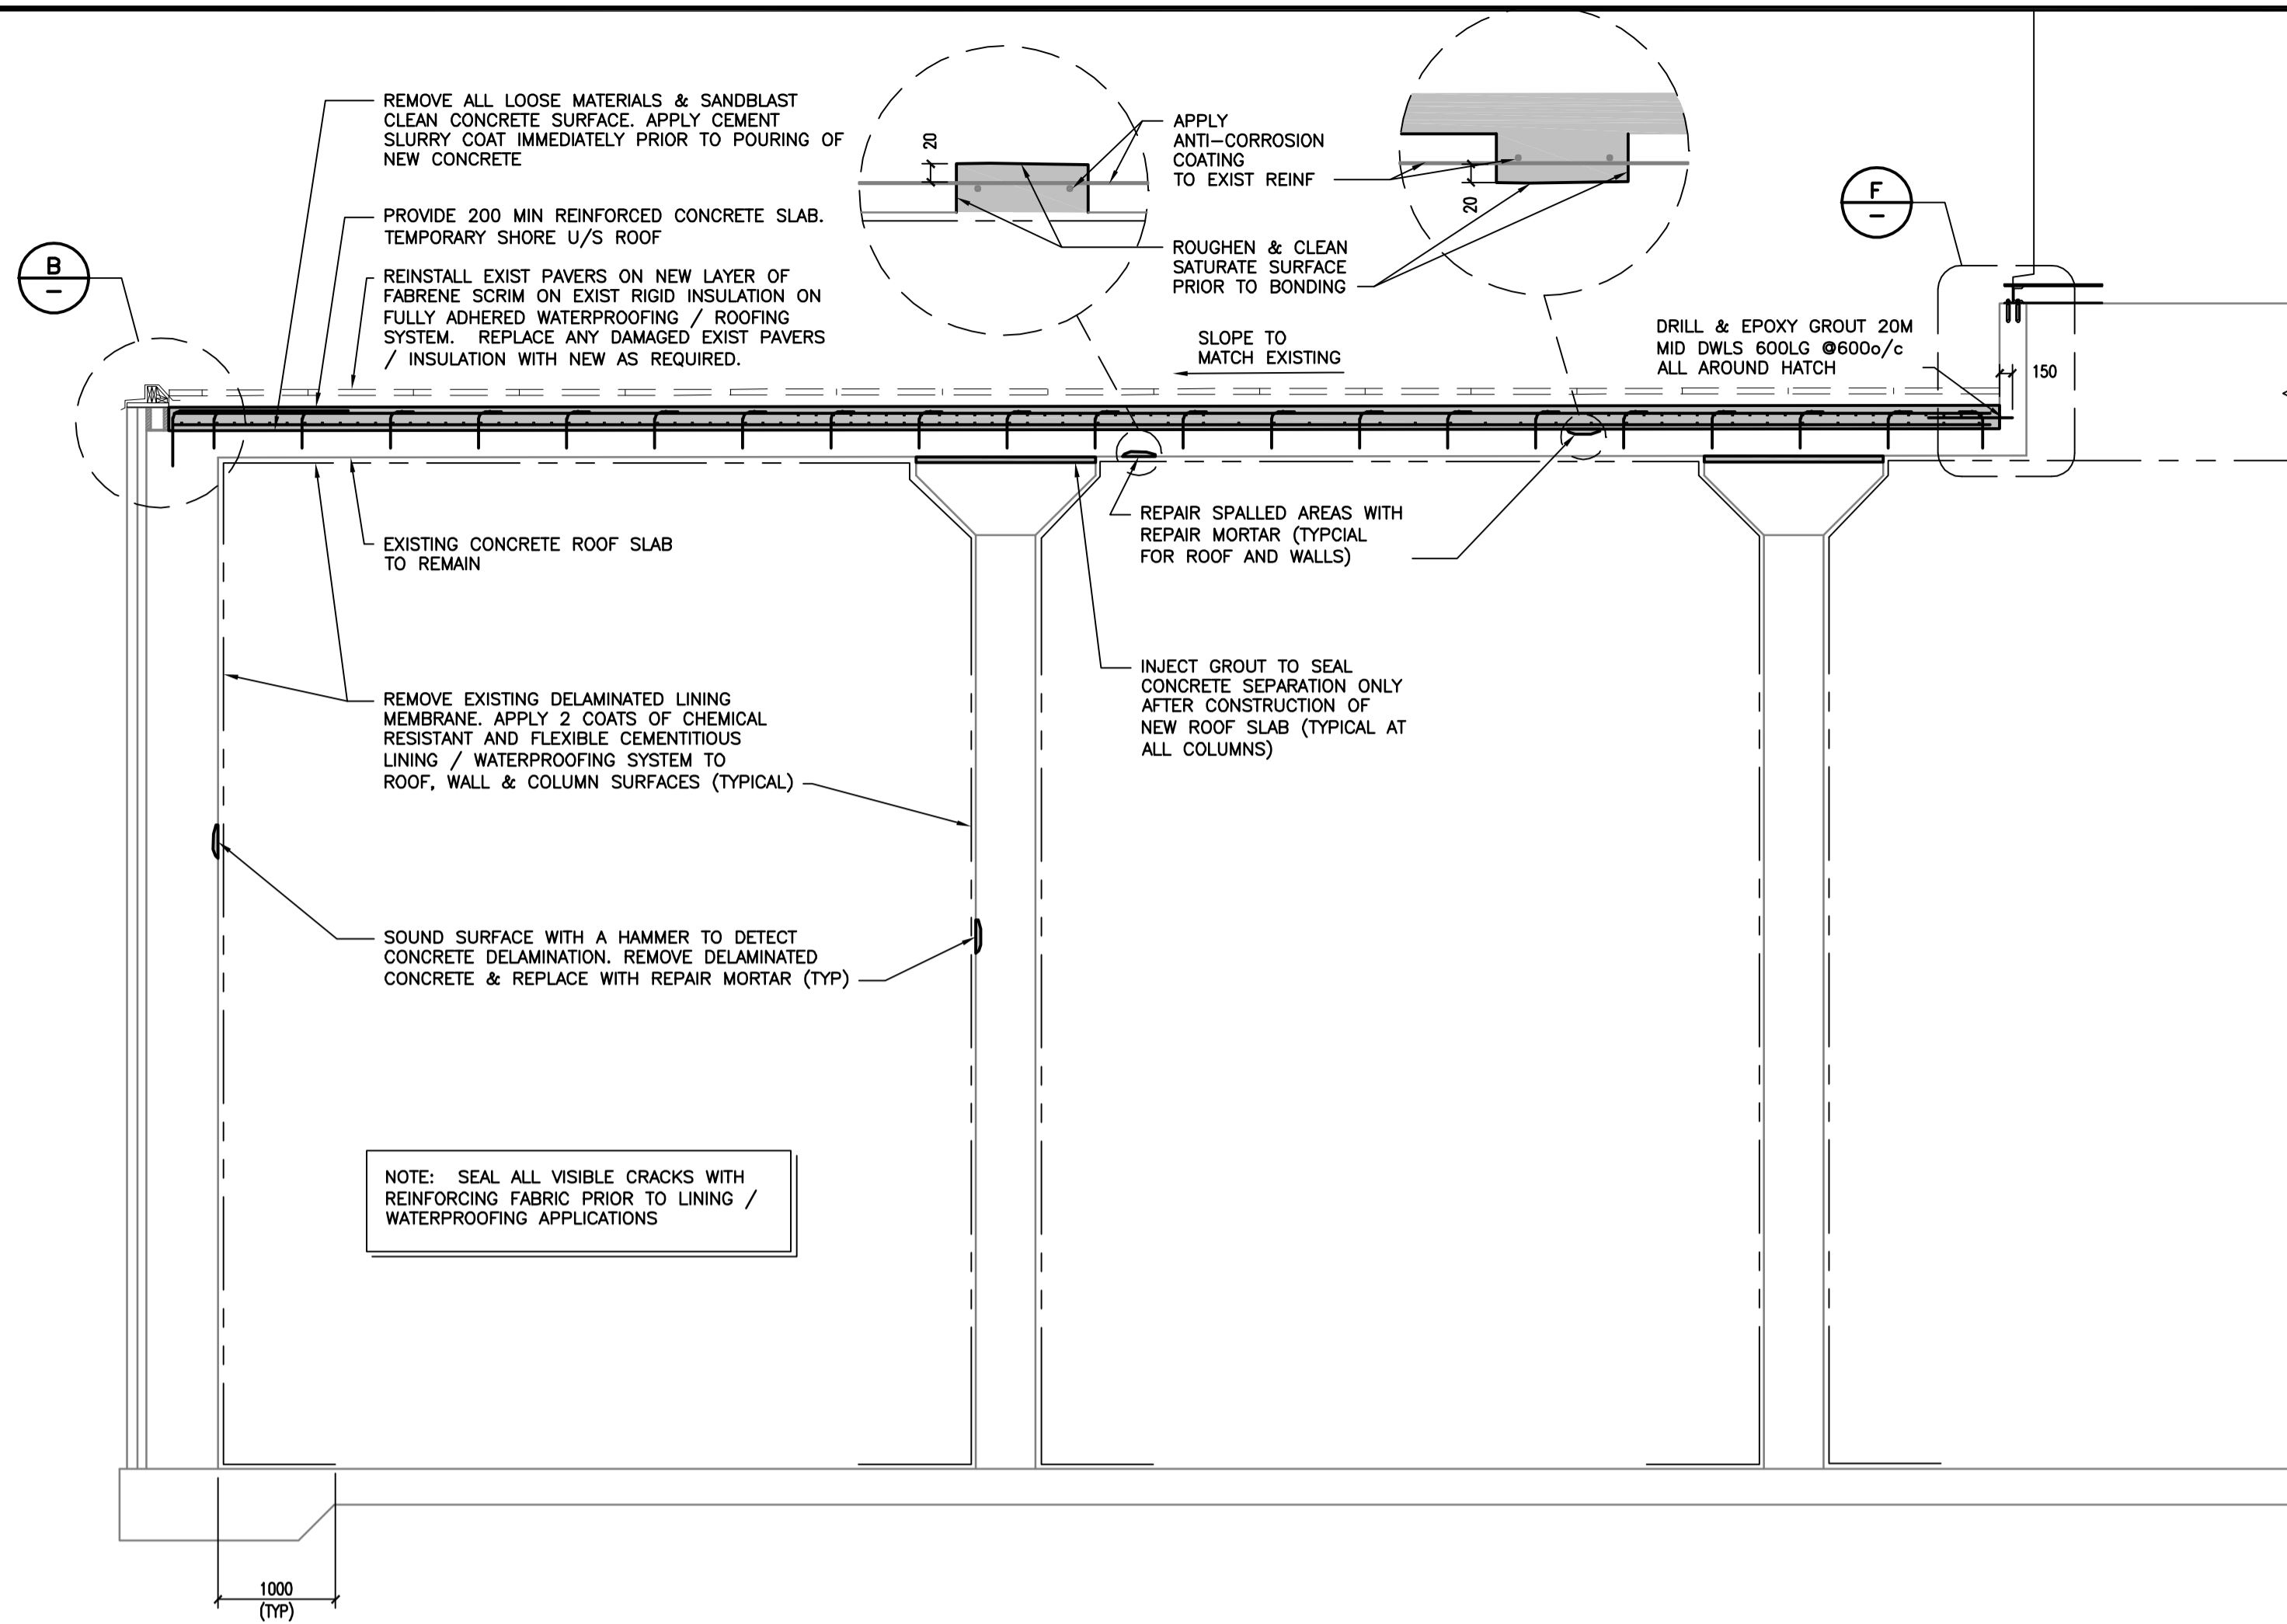 REMOVE ALL LOOSE MATERIALS & SANDBLAST
CLEAN CONCRETE SURFACE. APPLY CEMENT
SLURRY COAT IMMEDIATELY PRIOR TO POURING OF
NEW CONCRETE
PROVIDE 200 MIN REINFORCED CONCRETE SLAB.
TEMPORARY SHORE U/S ROOF
REINSTALL EXIST PAVERS ON NEW LAYER OF
FABRENE SCRIM ON EXIST RIGID INSULATION ON
FULLY ADHERED WATERPROOFING / ROOFING
SYSTEM. REPLACE ANY DAMAGED EXIST PAVERS
/ INSULATION WITH NEW AS REQUIRED.
B
–
20
APPLY
ANTI-CORROSION
COATING
TO EXIST REINF
ROUGHEN & CLEAN
SATURATE SURFACE
PRIOR TO BONDING
20
SLOPE TO
MATCH EXISTING
F
–
DRILL & EPOXY GROUT 20M
MID DWLS 600LG @600o/c
ALL AROUND HATCH
150
EXISTING CONCRETE ROOF SLAB
TO REMAIN
REPAIR SPALLED AREAS WITH
REPAIR MORTAR (TYPCIAL
FOR ROOF AND WALLS)
REMOVE EXISTING DELAMINATED LINING
MEMBRANE. APPLY 2 COATS OF CHEMICAL
RESISTANT AND FLEXIBLE CEMENTITIOUS
LINING / WATERPROOFING SYSTEM TO
ROOF, WALL & COLUMN SURFACES (TYPICAL)
INJECT GROUT TO SEAL
CONCRETE SEPARATION ONLY
AFTER CONSTRUCTION OF
NEW ROOF SLAB (TYPICAL AT
ALL COLUMNS)
SOUND SURFACE WITH A HAMMER TO DETECT
CONCRETE DELAMINATION. REMOVE DELAMINATED
CONCRETE & REPLACE WITH REPAIR MORTAR (TYP)
NOTE: SEAL ALL VISIBLE CRACKS WITH
REINFORCING FABRIC PRIOR TO LINING /
WATERPROOFING APPLICATIONS
1000
(TYP)